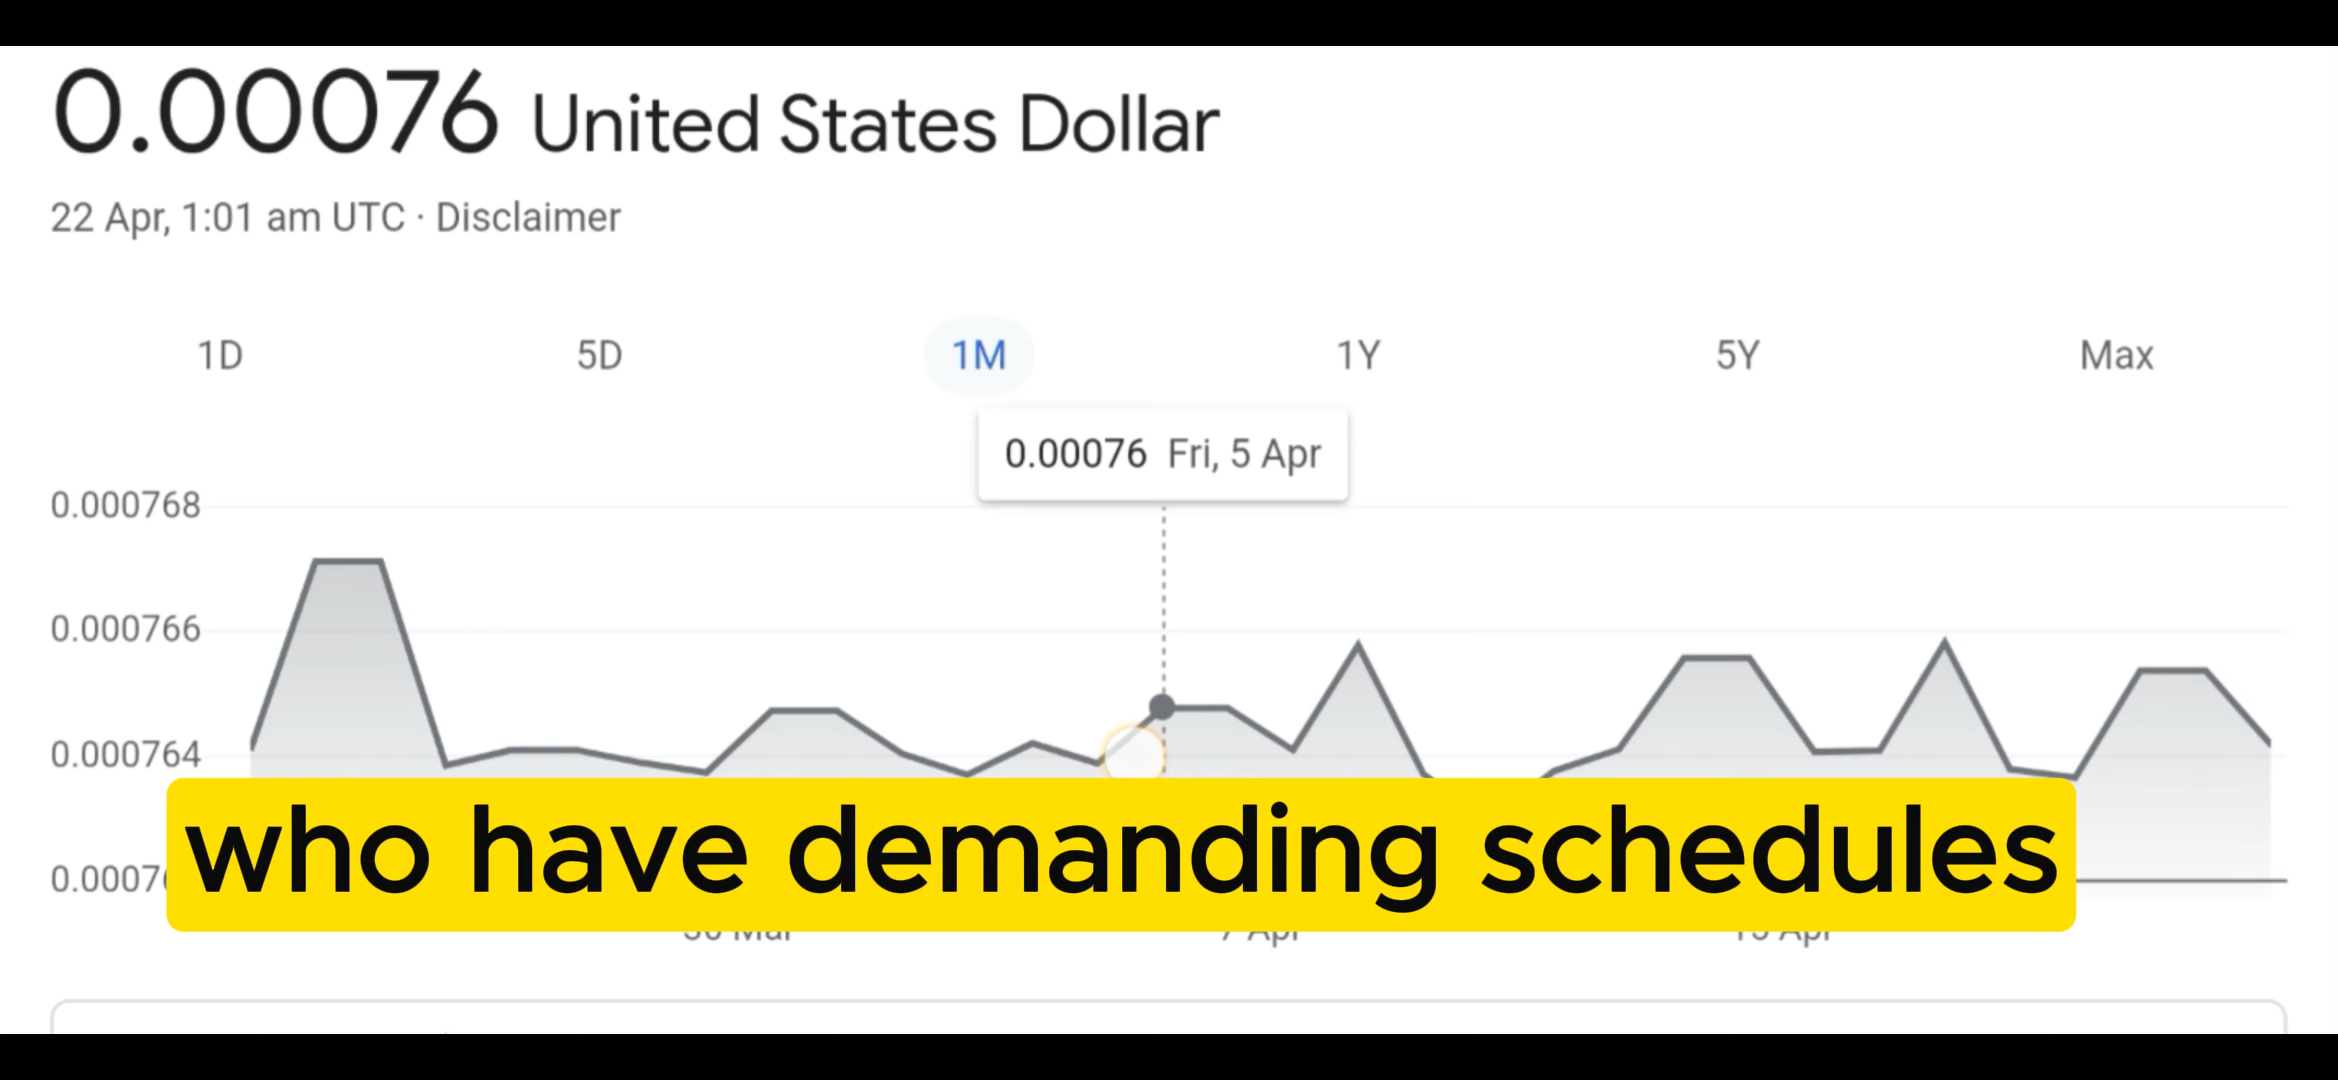 0.00076 United States Dollar
22 Apr, 1:01 am UTC · Disclaimer
1D 5D 1M 1Y 5Y Max
0.00076 Fri, 5 Apr
0.000768
0.000766
0.000764
who have demanding schedules